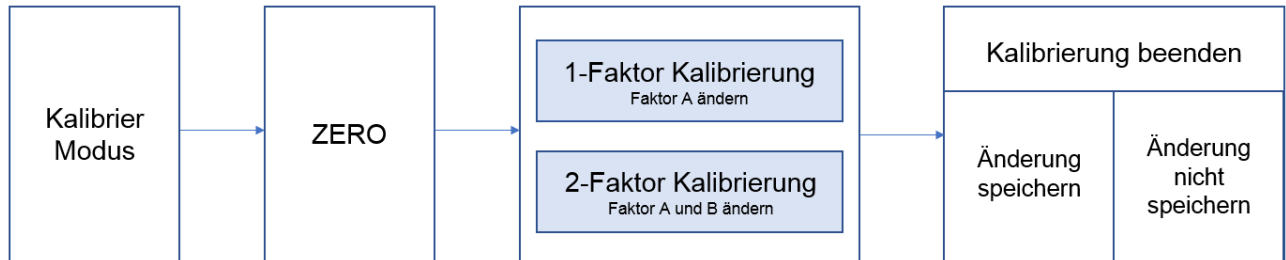 Kalibrier
Modus
ZERO
1-Faktor Kalibrierung
Faktor A ändern
2-Faktor Kalibrierung
Faktor A und B ändern
Kalibrierung beenden
Änderung
speichern
Änderung
nicht
speichern